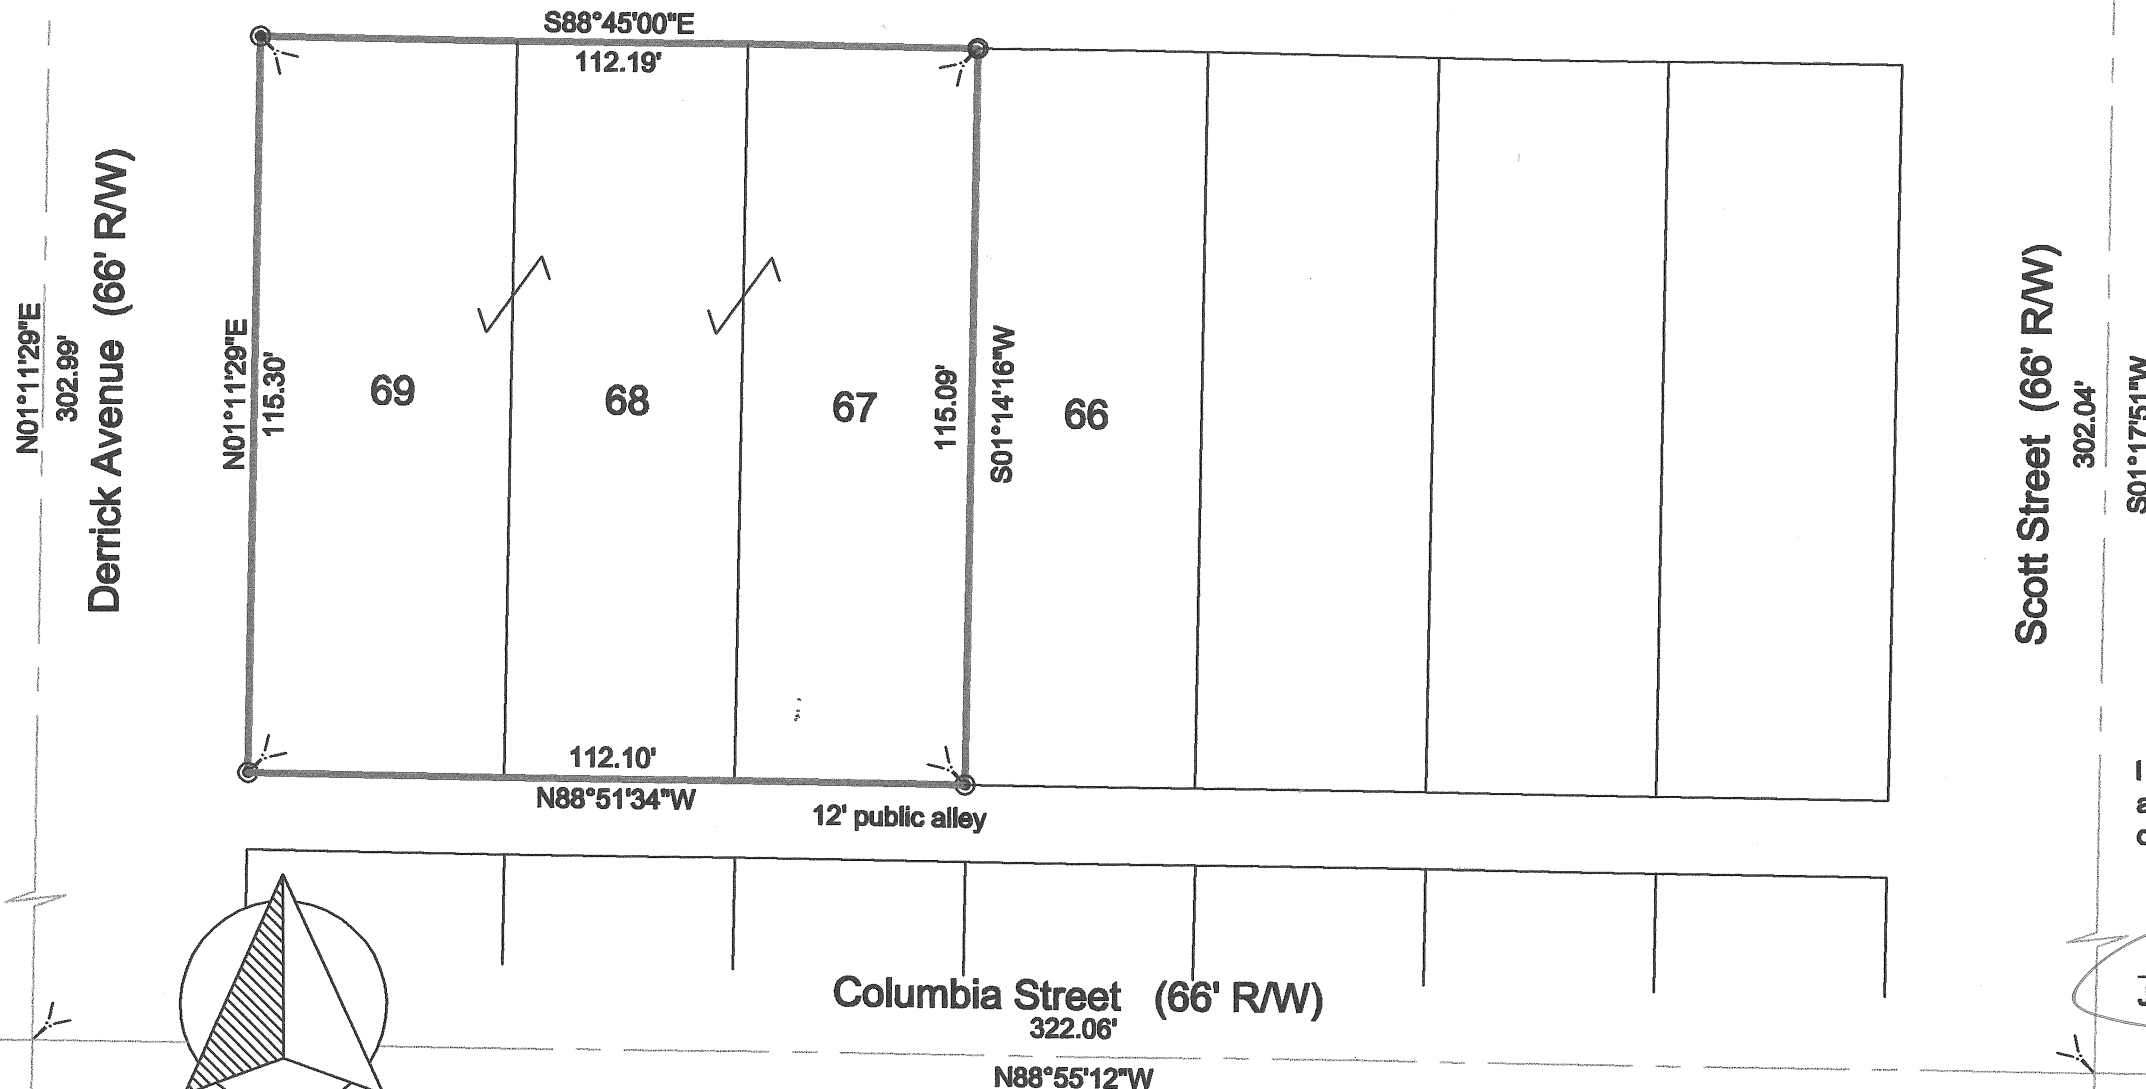 S88°45'00"E
112.19'
N01°11'29"E
302.99'
Derrick Avenue (66' R/W)
N01°11'29"E
115.30'
69
68
67
115.09'
S01°14'16"W
66
Scott Street (66' R/W)
302.04'
S01°17'51"W
112.10'
N88°51'34"W
12' public alley
Columbia Street (66' R/W)
322.06'
N88°55'12"W